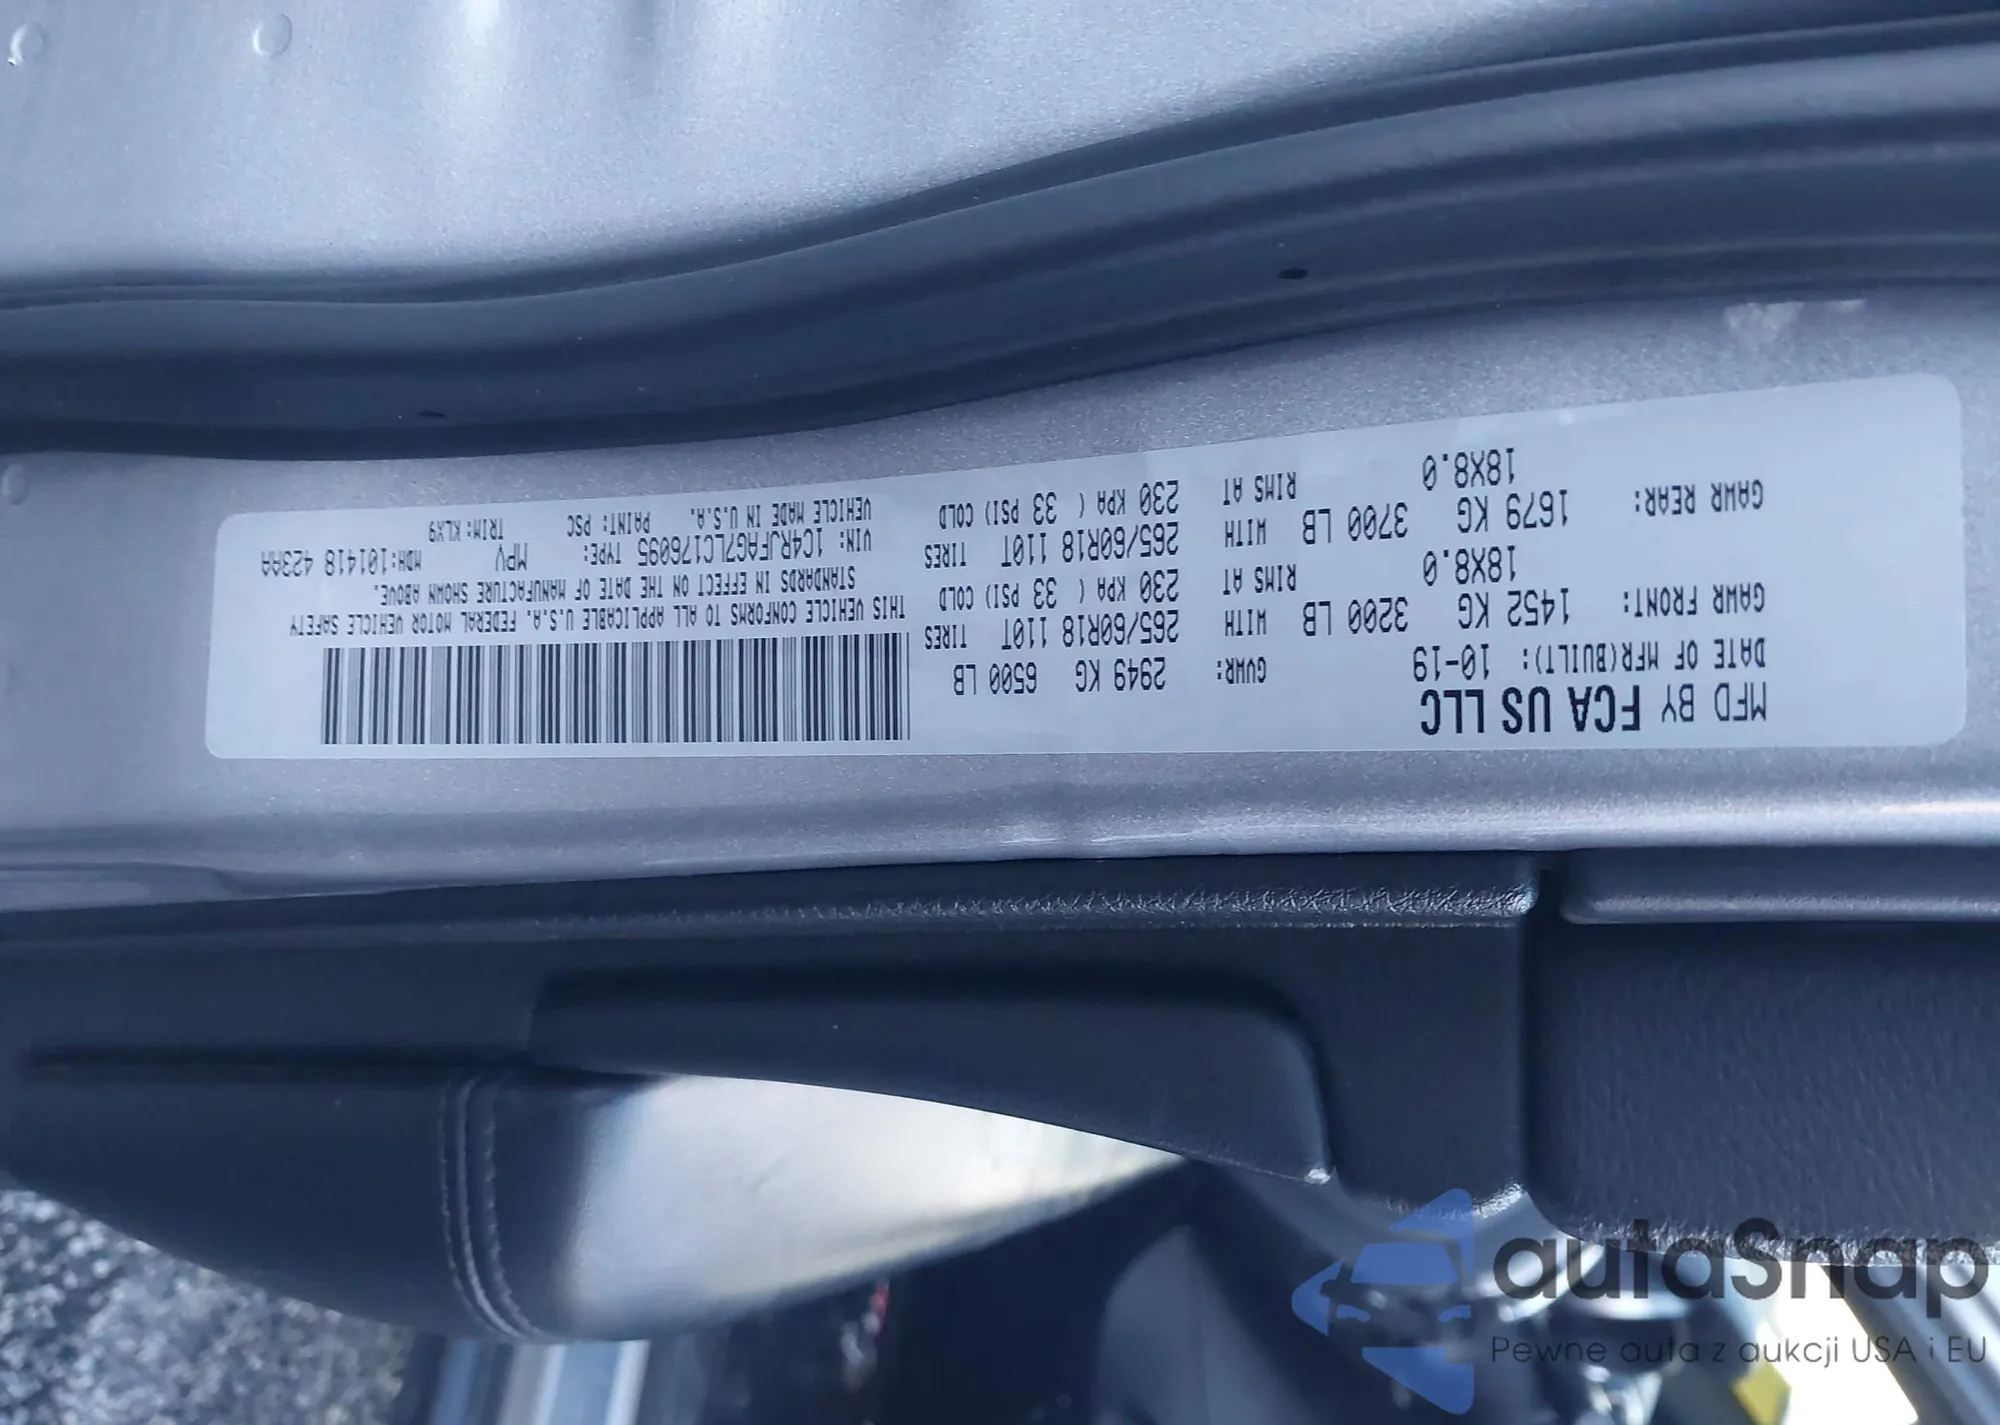 MFD BY FCA US LLC
DATE OF MFR(BUILT): 10-19
GVWR: 2949 KG 6500 LB
GAWR FRONT: 1452 KG 3200 LB WITH 265/60R18 110T TIRES
18X8.0 RIMS AT 230 KPA ( 33 PSI) COLD
GAWR REAR: 1679 KG 3700 LB WITH 265/60R18 110T TIRES
18X8.0 RIMS AT 230 KPA ( 33 PSI) COLD
THIS VEHICLE CONFORMS TO ALL APPLICABLE U.S.A. FEDERAL MOTOR VEHICLE SAFETY
STANDARDS IN EFFECT ON THE DATE OF MANUFACTURE SHOWN ABOVE.
VIN: 1C4RJFAG7LC176095 TYPE: MPV MDH:101418 423AA
VEHICLE MADE IN U.S.A. PAINT: PSC TRIM: KLX9
autaSnap
Pewne auta z aukcji USA i EU